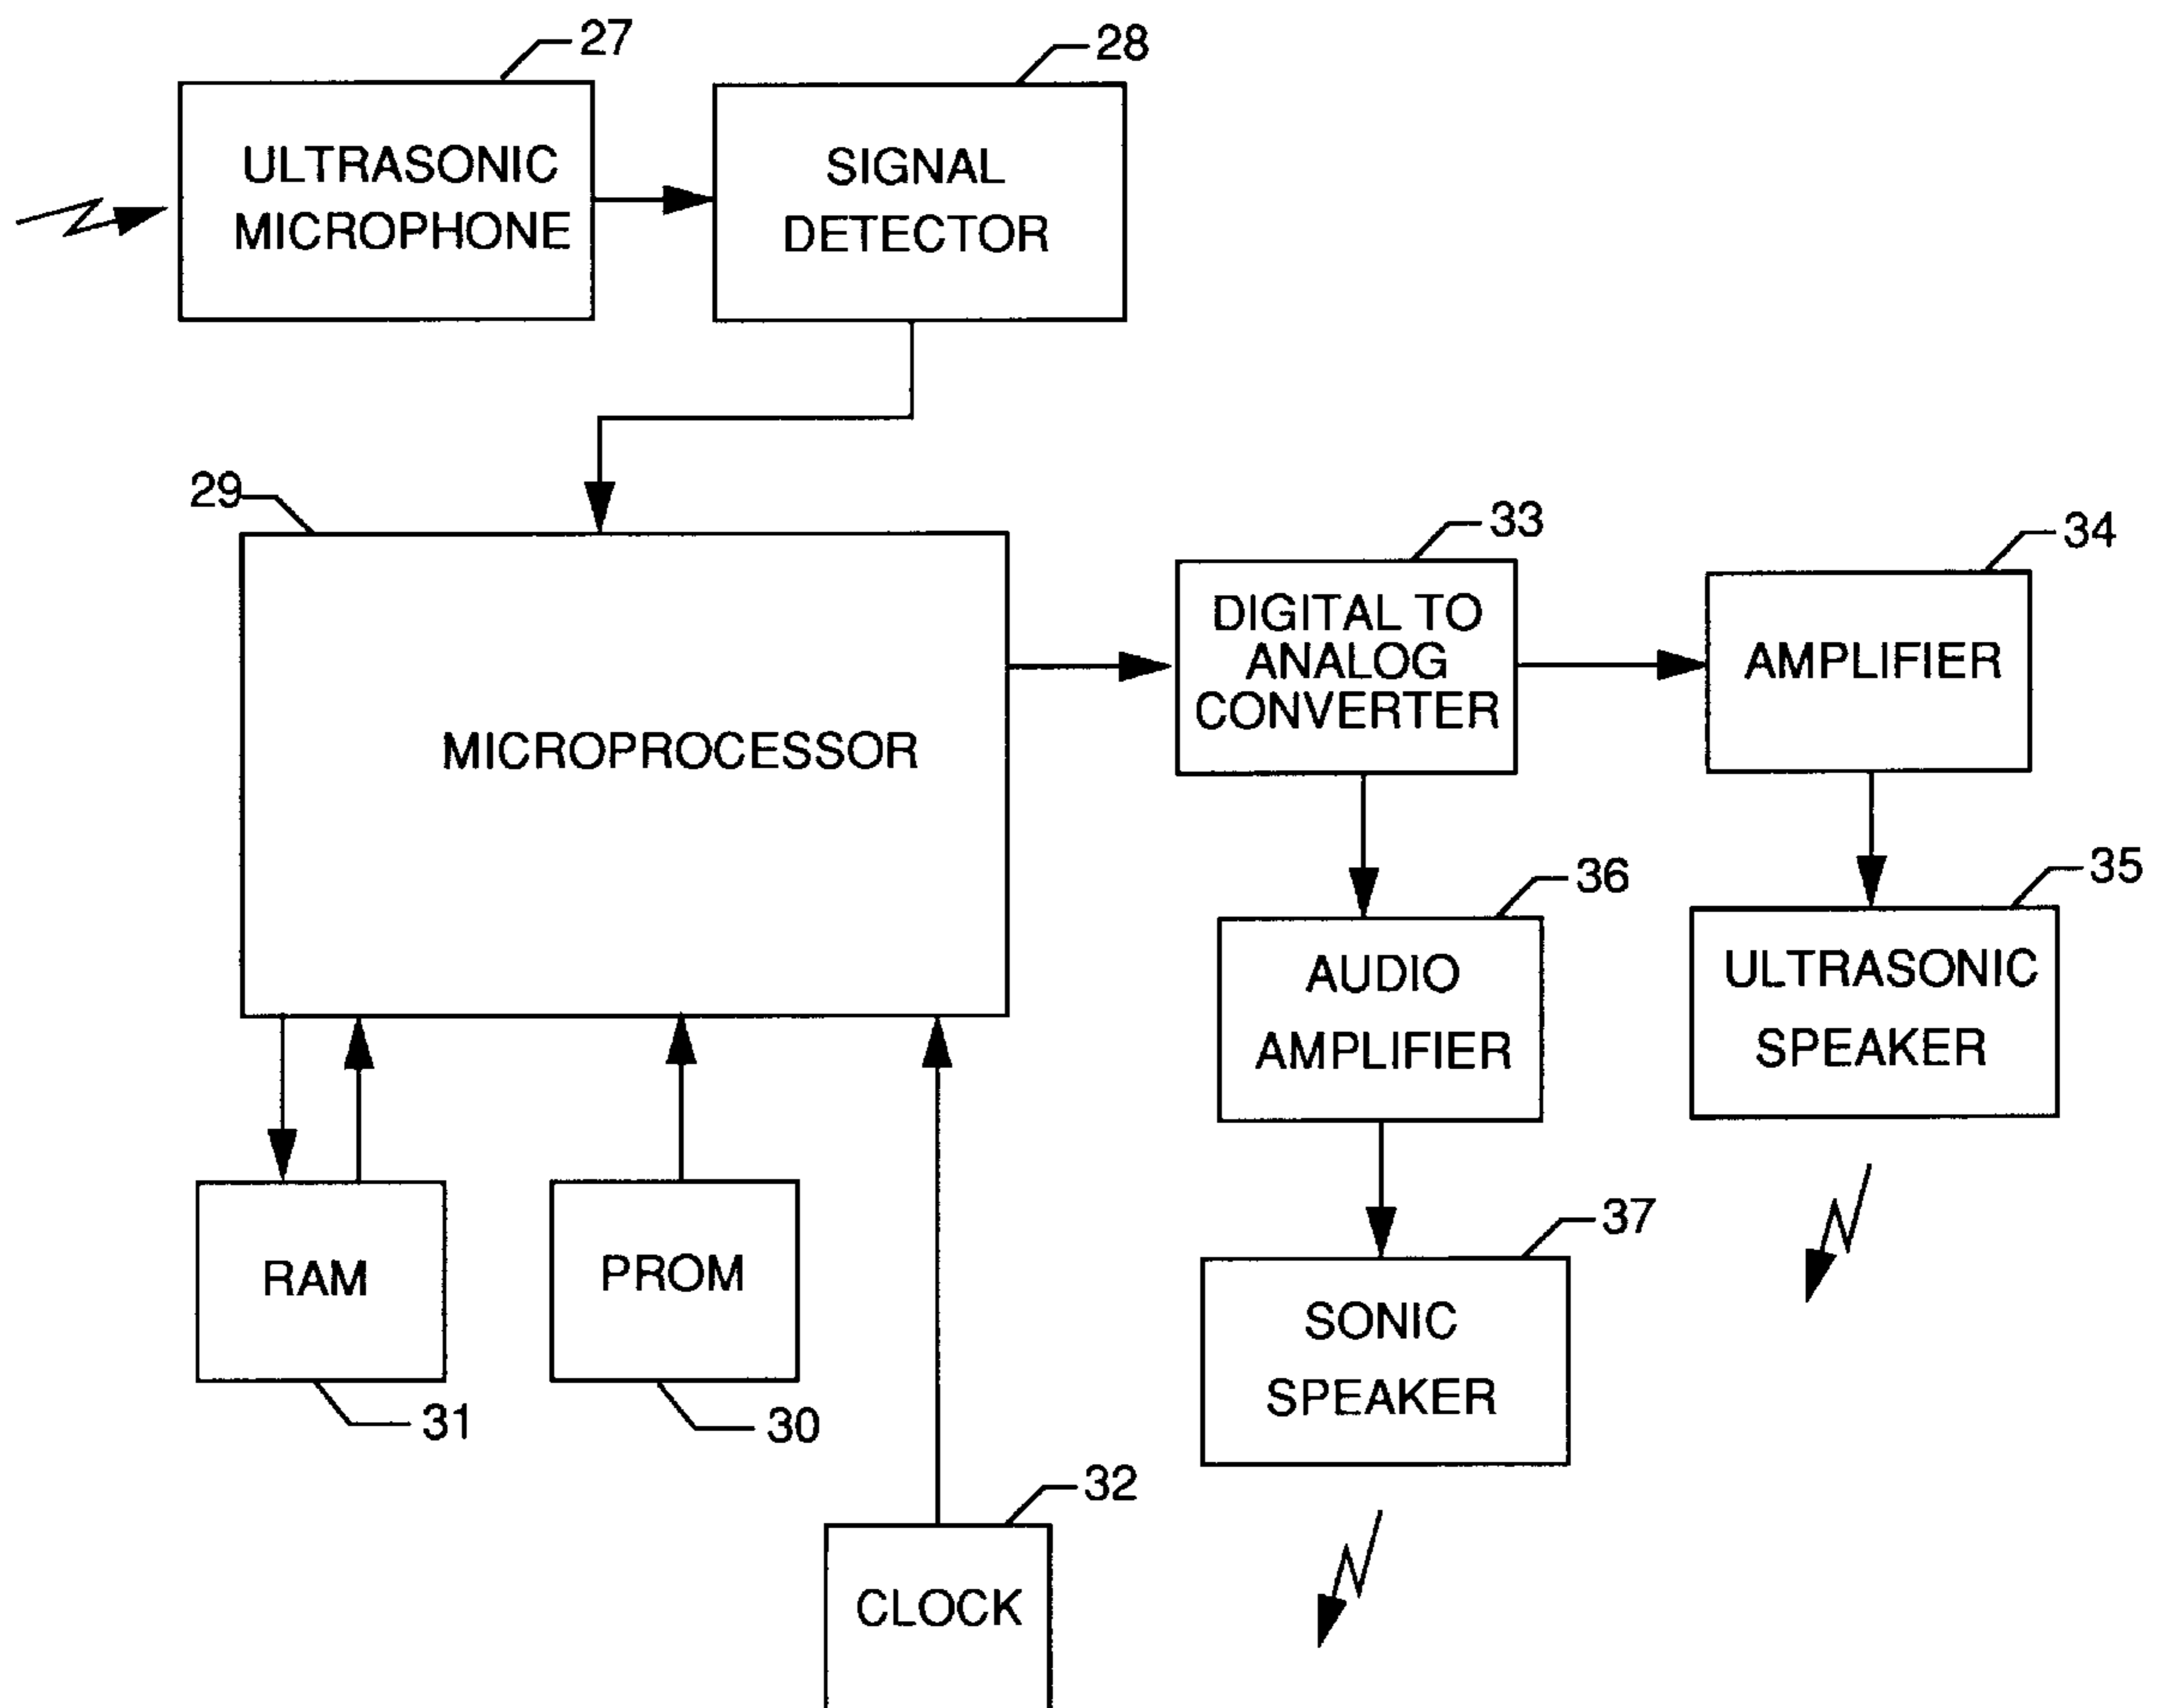 27
28
ULTRASONIC
MICROPHONE
SIGNAL
DETECTOR
29
33
34
DIGITAL TO
ANALOG
CONVERTER
AMPLIFIER
MICROPROCESSOR
36
35
AUDIO
AMPLIFIER
ULTRASONIC
SPEAKER
RAM
PROM
37
31
30
SONIC
SPEAKER
32
CLOCK